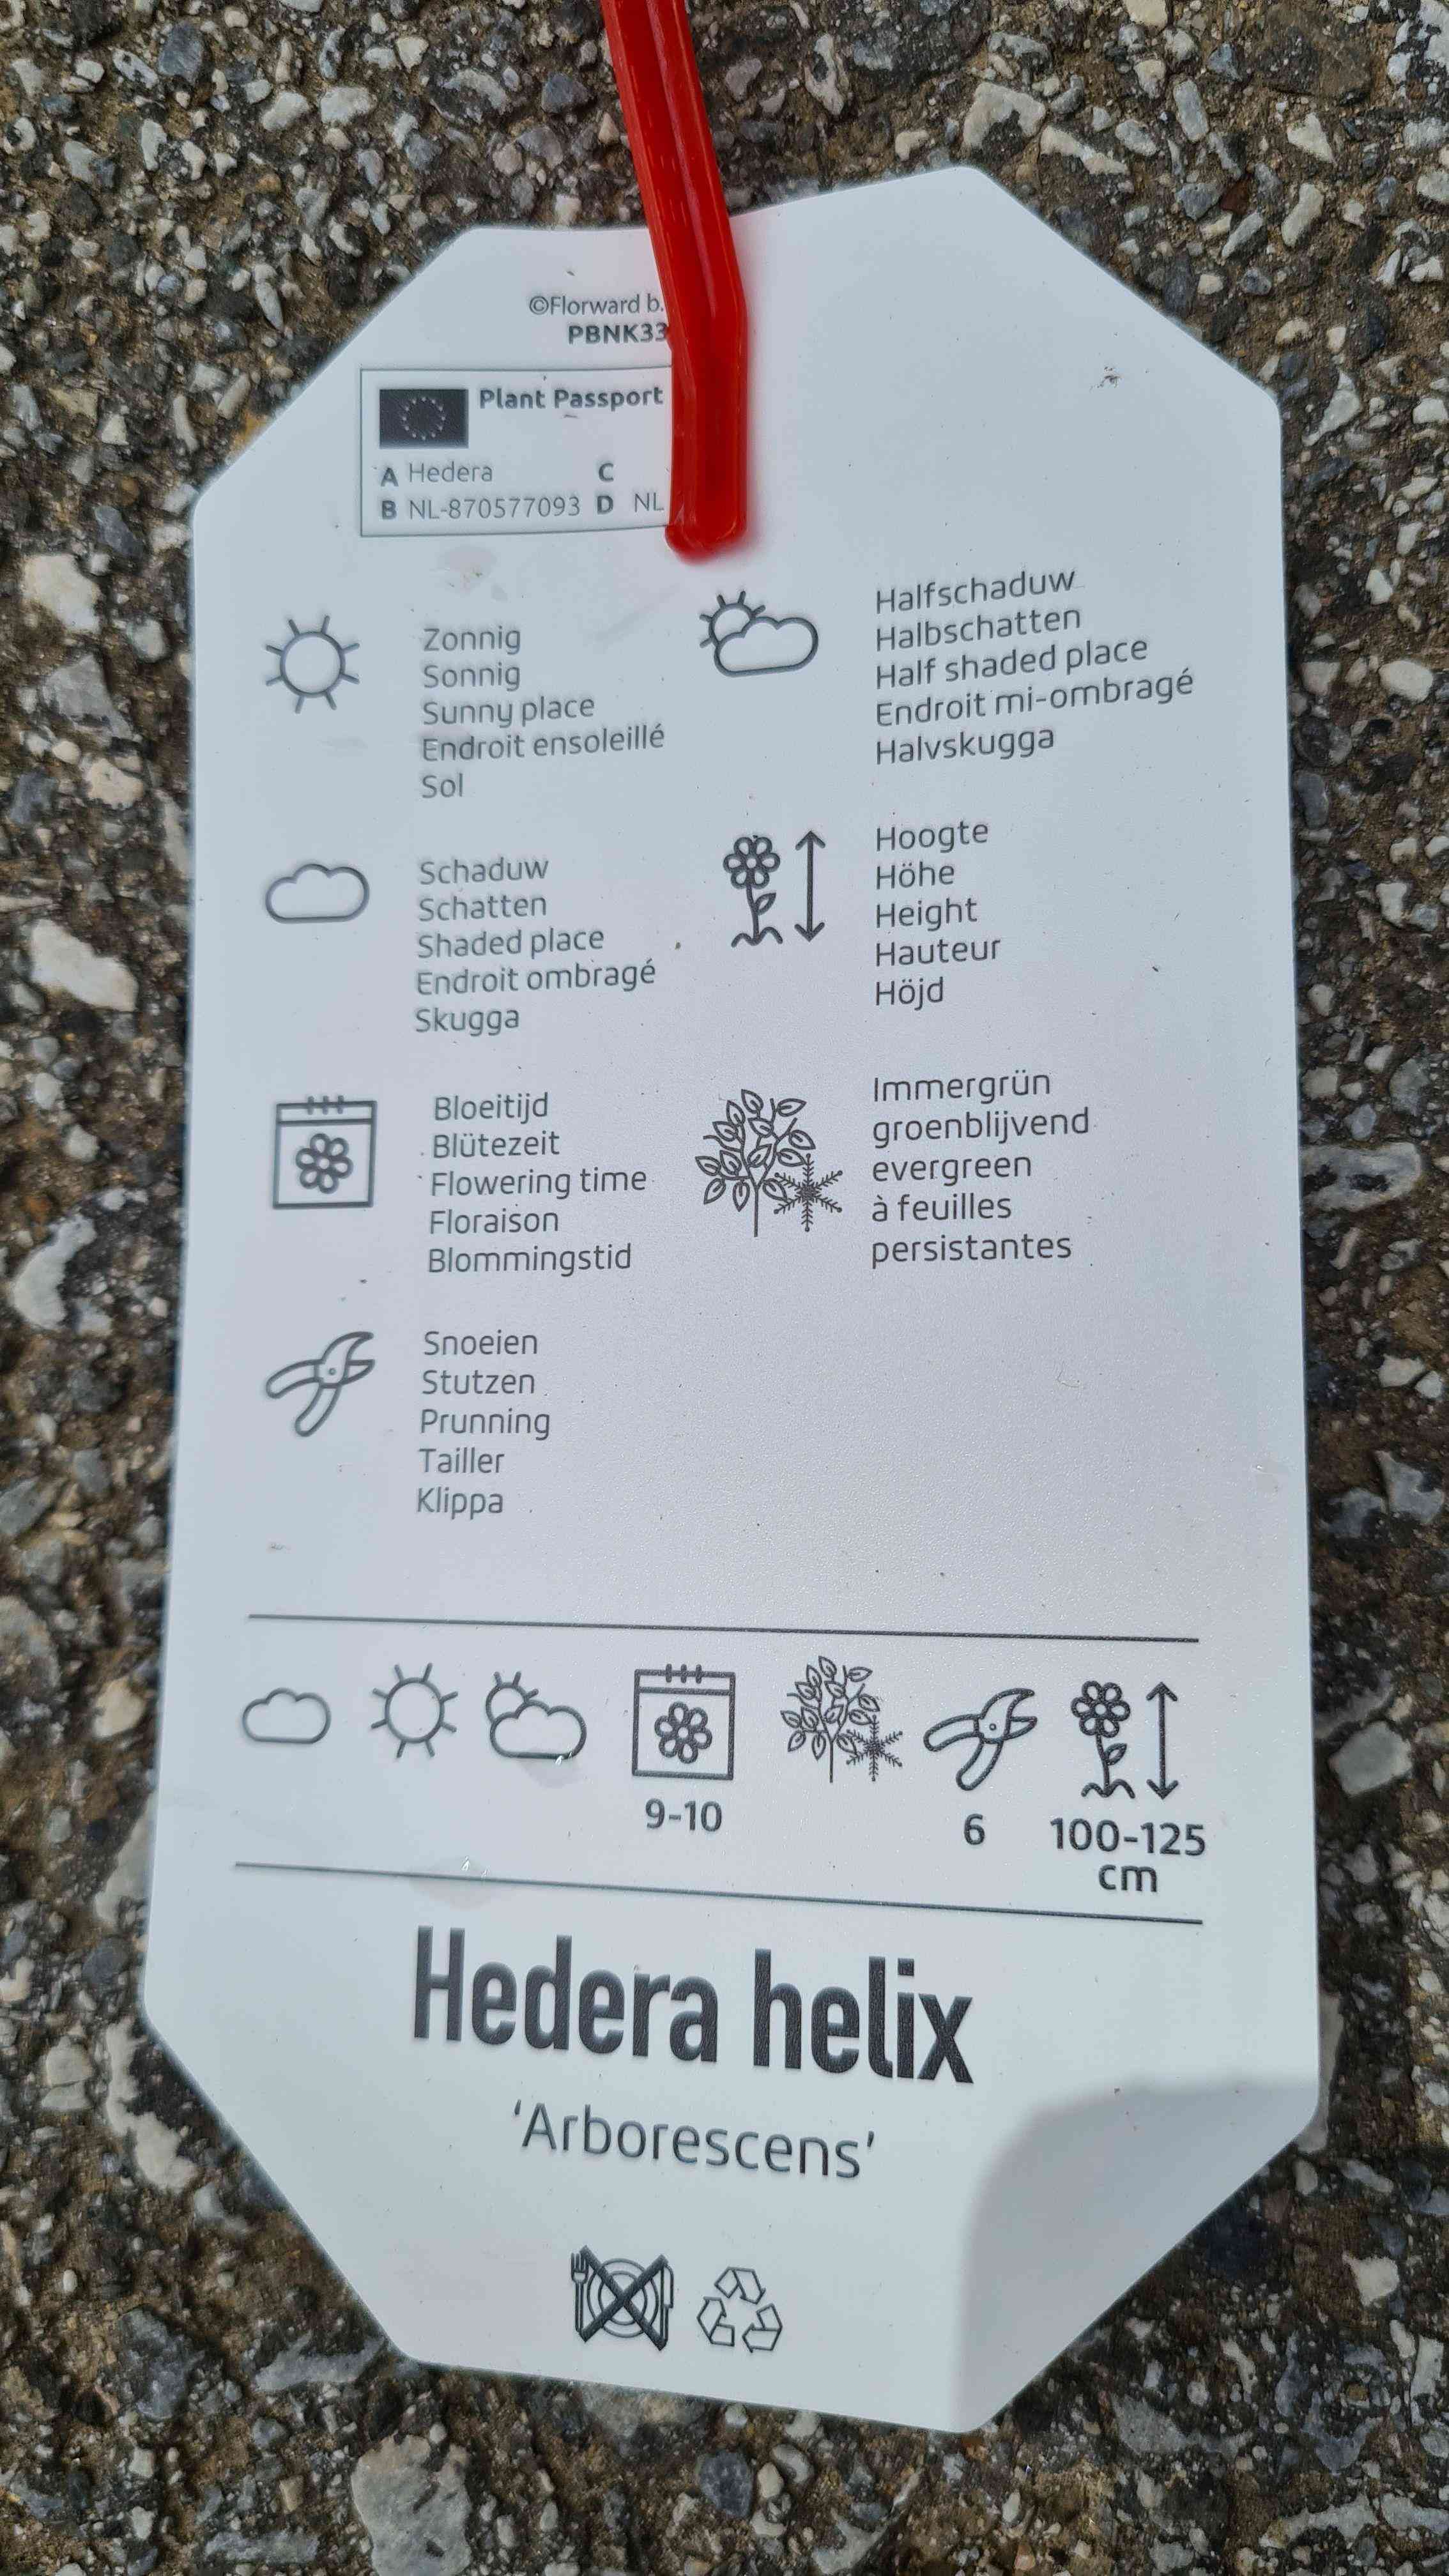 ©Florward b.
PBNK33
Plant Passport
A Hedera C
B NL-870577093 D NL
Zonnig
Sonnig
Sunny place
Endroit ensoleillé
Sol
Halfschaduw
Halbschatten
Half shaded place
Endroit mi-ombragé
Halvskugga
Schaduw
Schatten
Shaded place
Endroit ombragé
Skugga
Hoogte
Höhe
Height
Hauteur
Höjd
Bloeitijd
Blütezeit
Flowering time
Floraison
Blommingstid
Immergrün
groenblijvend
evergreen
à feuilles
persistantes
Snoeien
Stutzen
Prunning
Tailler
Klippa
9-10
6
100-125
cm
Hedera helix
'Arborescens'